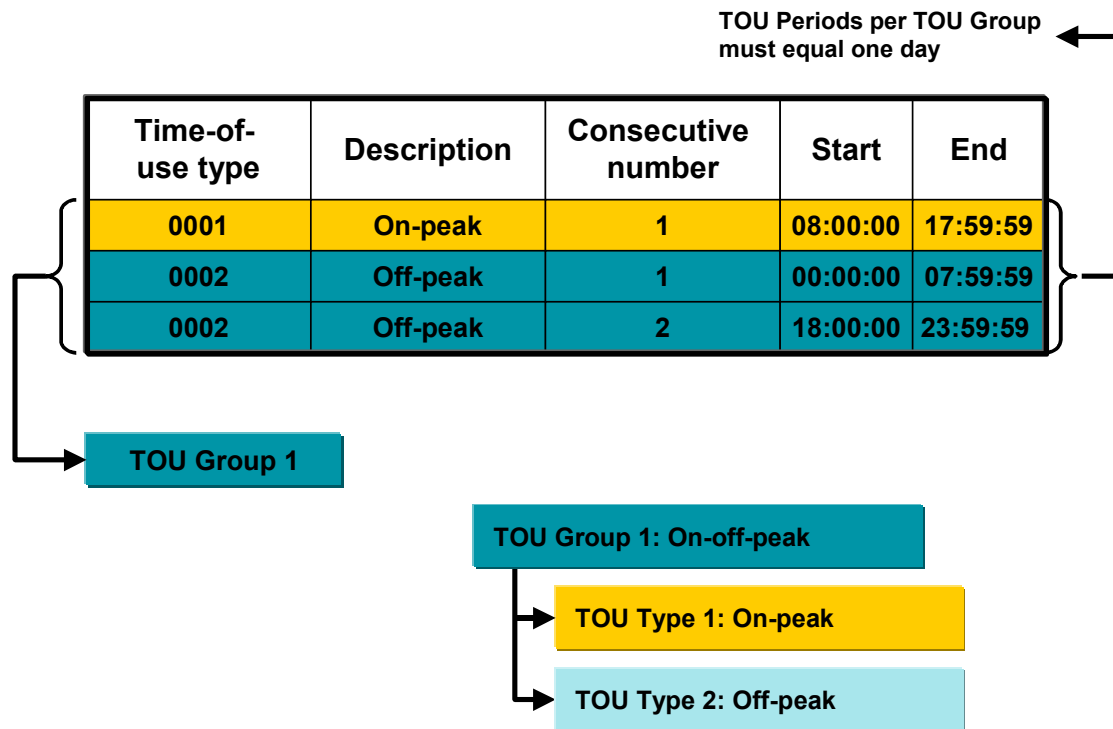 TOU Periods per TOU Group
must equal one day
Time-of-
use type
Description
Consecutive
number
Start
End
0001 On-peak 1 08:00:00 17:59:59
0002 Off-peak 1 00:00:00 07:59:59
0002 Off-peak 2 18:00:00 23:59:59
TOU Group 1
TOU Group 1: On-off-peak
TOU Type 1: On-peak
TOU Type 2: Off-peak